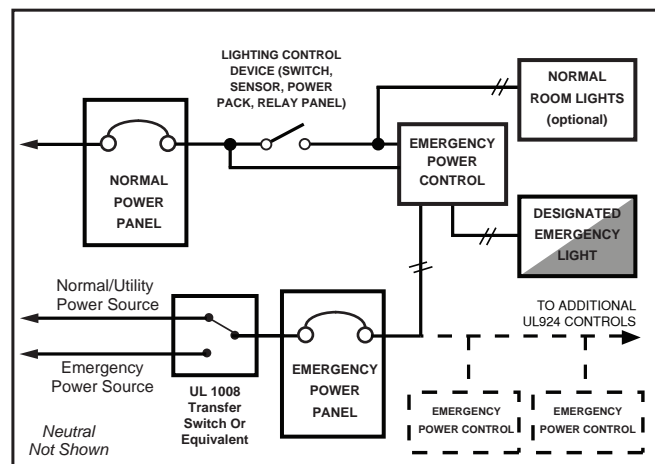 LIGHTING CONTROL
DEVICE (SWITCH,
SENSOR, POWER
PACK, RELAY PANEL)
NORMAL
ROOM LIGHTS
(optional)
EMERGENCY
POWER
CONTROL
NORMAL
POWER
PANEL
DESIGNATED
EMERGENCY
LIGHT
Normal/Utility
Power Source
Emergency
Power Source
UL 1008
Transfer
Switch Or
Equivalent
EMERGENCY
POWER
PANEL
TO ADDITIONAL
UL924 CONTROLS
EMERGENCY
POWER CONTROL
EMERGENCY
POWER CONTROL
Neutral
Not Shown